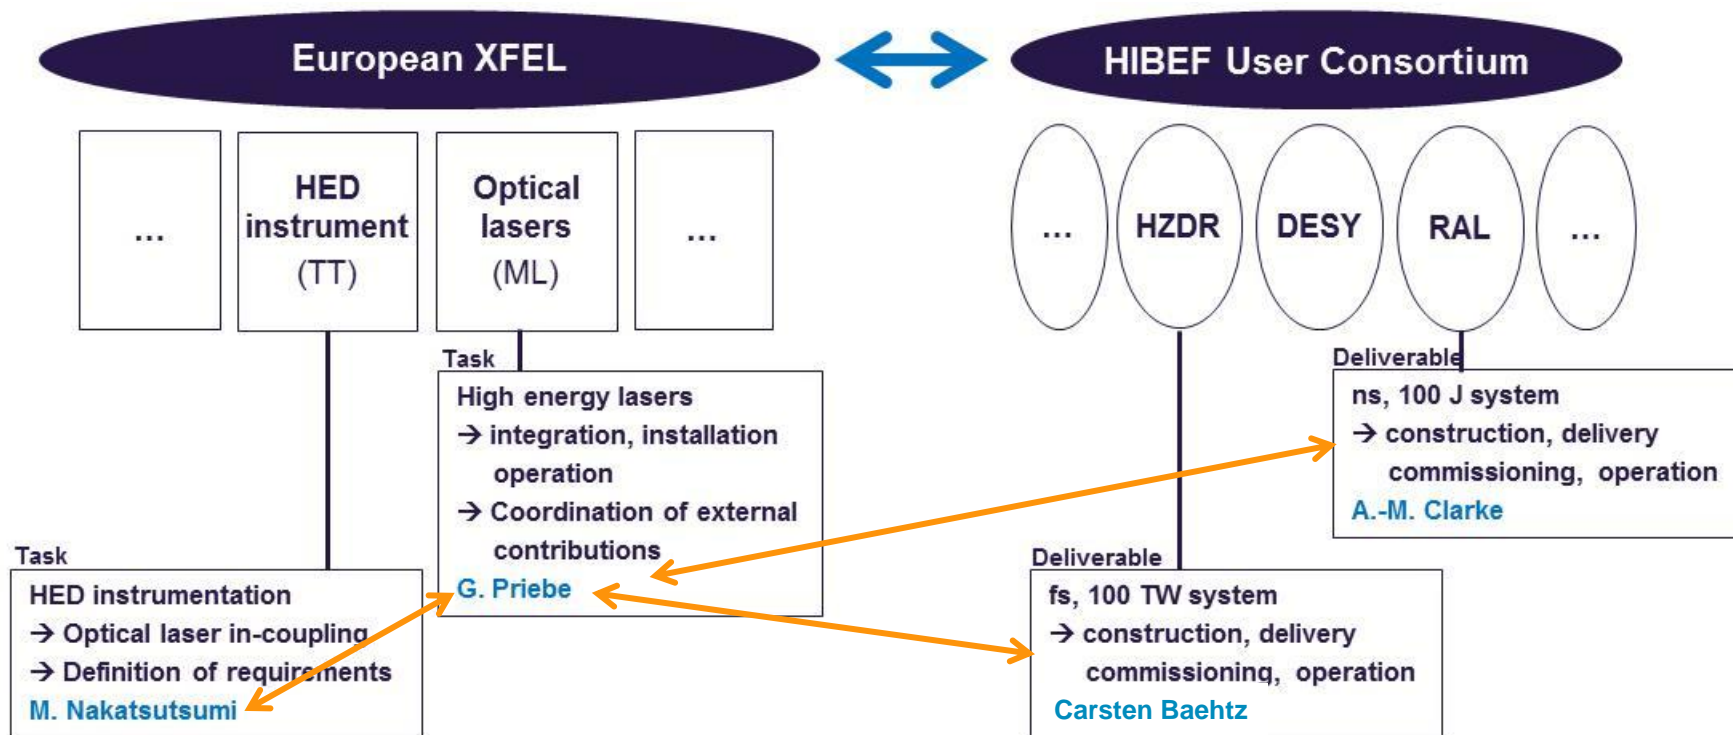 European XFEL
HIBEF User Consortium
...
HED
instrument
(TT)
Optical
lasers
(ML)
...
...
HZDR
DESY
RAL
...
Task
High energy lasers
→ integration, installation
operation
→ Coordination of external
contributions
G. Priebe
Task
HED instrumentation
→ Optical laser in-coupling
→ Definition of requirements
M. Nakatsutsumi
Deliverable
ns, 100 J system
→ construction, delivery
commissioning, operation
A.-M. Clarke
Deliverable
fs, 100 TW system
→ construction, delivery
commissioning, operation
Carsten Baehtz